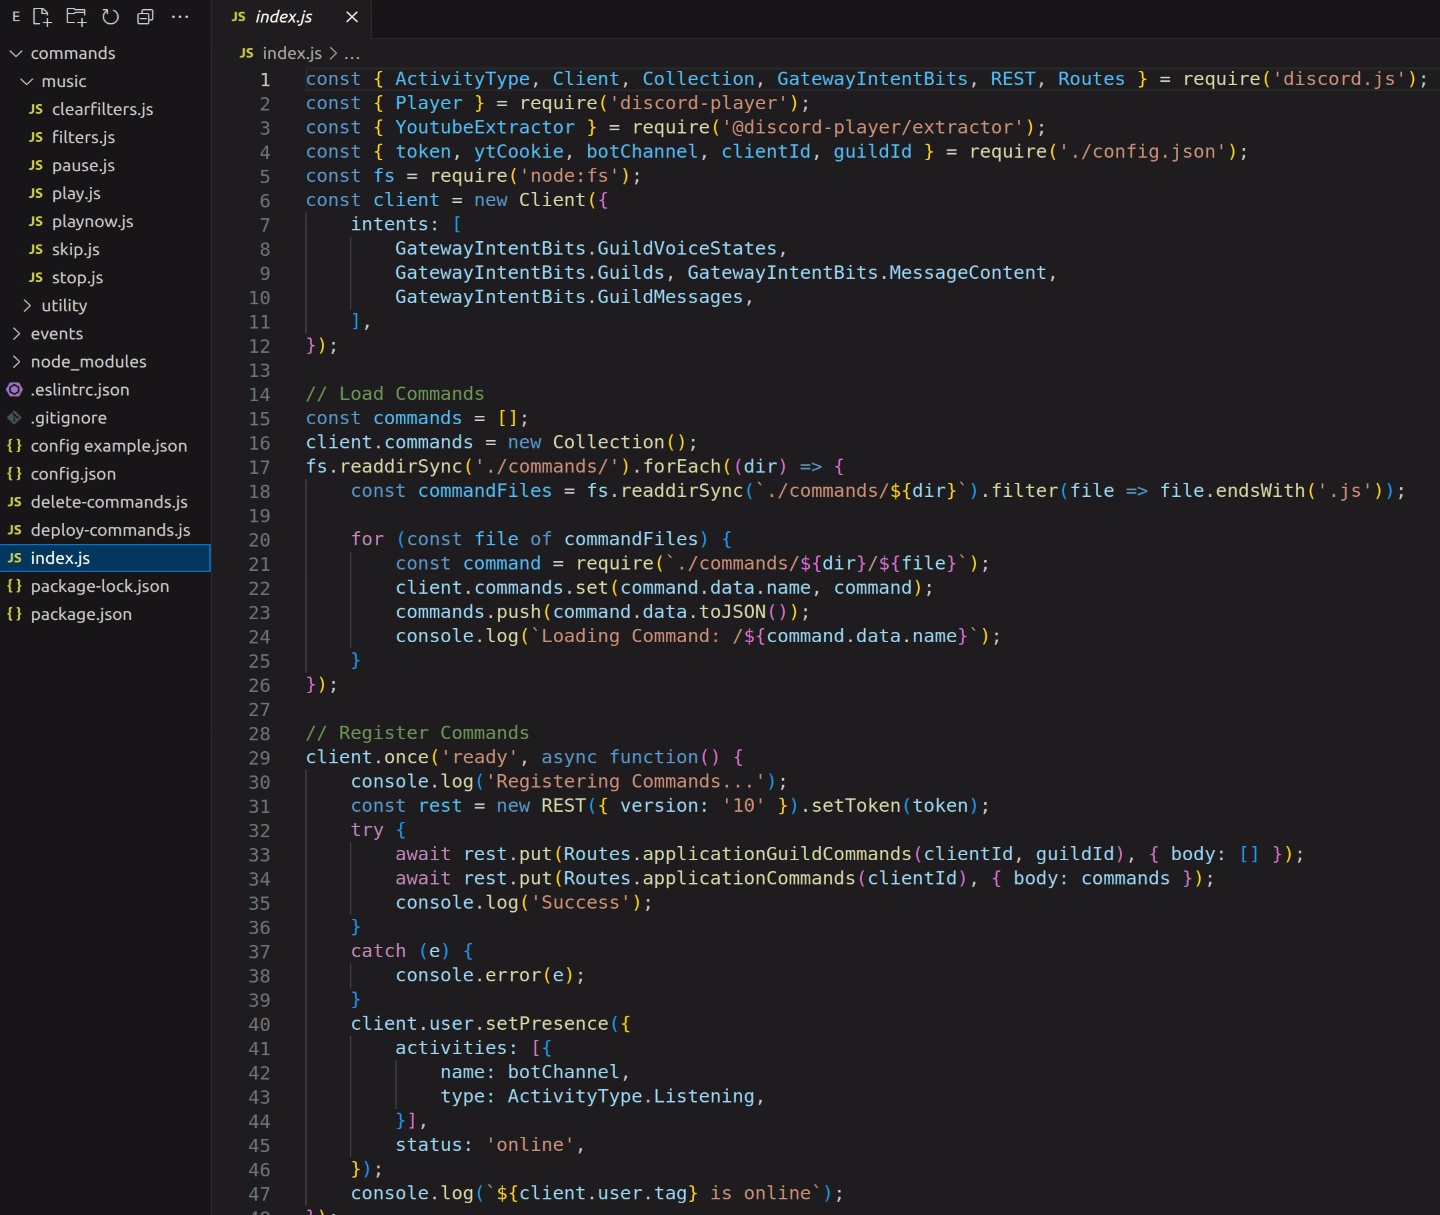 E
JS index.js
commands
music
JS clearfilters.js
JS filters.js
JS pause.js
JS play.js
JS playnow.js
JS skip.js
JS stop.js
utility
events
node_modules
.eslintrc.json
.gitignore
{} config example.json
{} config.json
JS delete-commands.js
JS deploy-commands.js
JS index.js
{} package-lock.json
{} package.json
JS index.js > ...
1 const { ActivityType, Client, Collection, GatewayIntentBits, REST, Routes } = require('discord.js');
2 const { Player } = require('discord-player');
3 const { YoutubeExtractor } = require('@discord-player/extractor');
4 const { token, ytCookie, botChannel, clientId, guildId } = require('./config.json');
5 const fs = require('node:fs');
6 const client = new Client({
7     intents: [
8         GatewayIntentBits.GuildVoiceStates,
9         GatewayIntentBits.Guilds, GatewayIntentBits.MessageContent,
10         GatewayIntentBits.GuildMessages,
11     ],
12 });
13
14 // Load Commands
15 const commands = [];
16 client.commands = new Collection();
17 fs.readdirSync('./commands/').forEach((dir) => {
18     const commandFiles = fs.readdirSync(`./commands/${dir}`).filter(file => file.endsWith('.js'));
19
20     for (const file of commandFiles) {
21         const command = require(`./commands/${dir}/${file}`);
22         client.commands.set(command.data.name, command);
23         commands.push(command.data.toJSON());
24         console.log(`Loading Command: /${command.data.name}`);
25     }
26 });
27
28 // Register Commands
29 client.once('ready', async function() {
30     console.log('Registering Commands...');
31     const rest = new REST({ version: '10' }).setToken(token);
32     try {
33         await rest.put(Routes.applicationGuildCommands(clientId, guildId), { body: [] });
34         await rest.put(Routes.applicationCommands(clientId), { body: commands });
35         console.log('Success');
36     }
37     catch (e) {
38         console.error(e);
39     }
40     client.user.setPresence({
41         activities: [{
42             name: botChannel,
43             type: ActivityType.Listening,
44         }],
45         status: 'online',
46     });
47     console.log(`${client.user.tag} is online`);
48 });